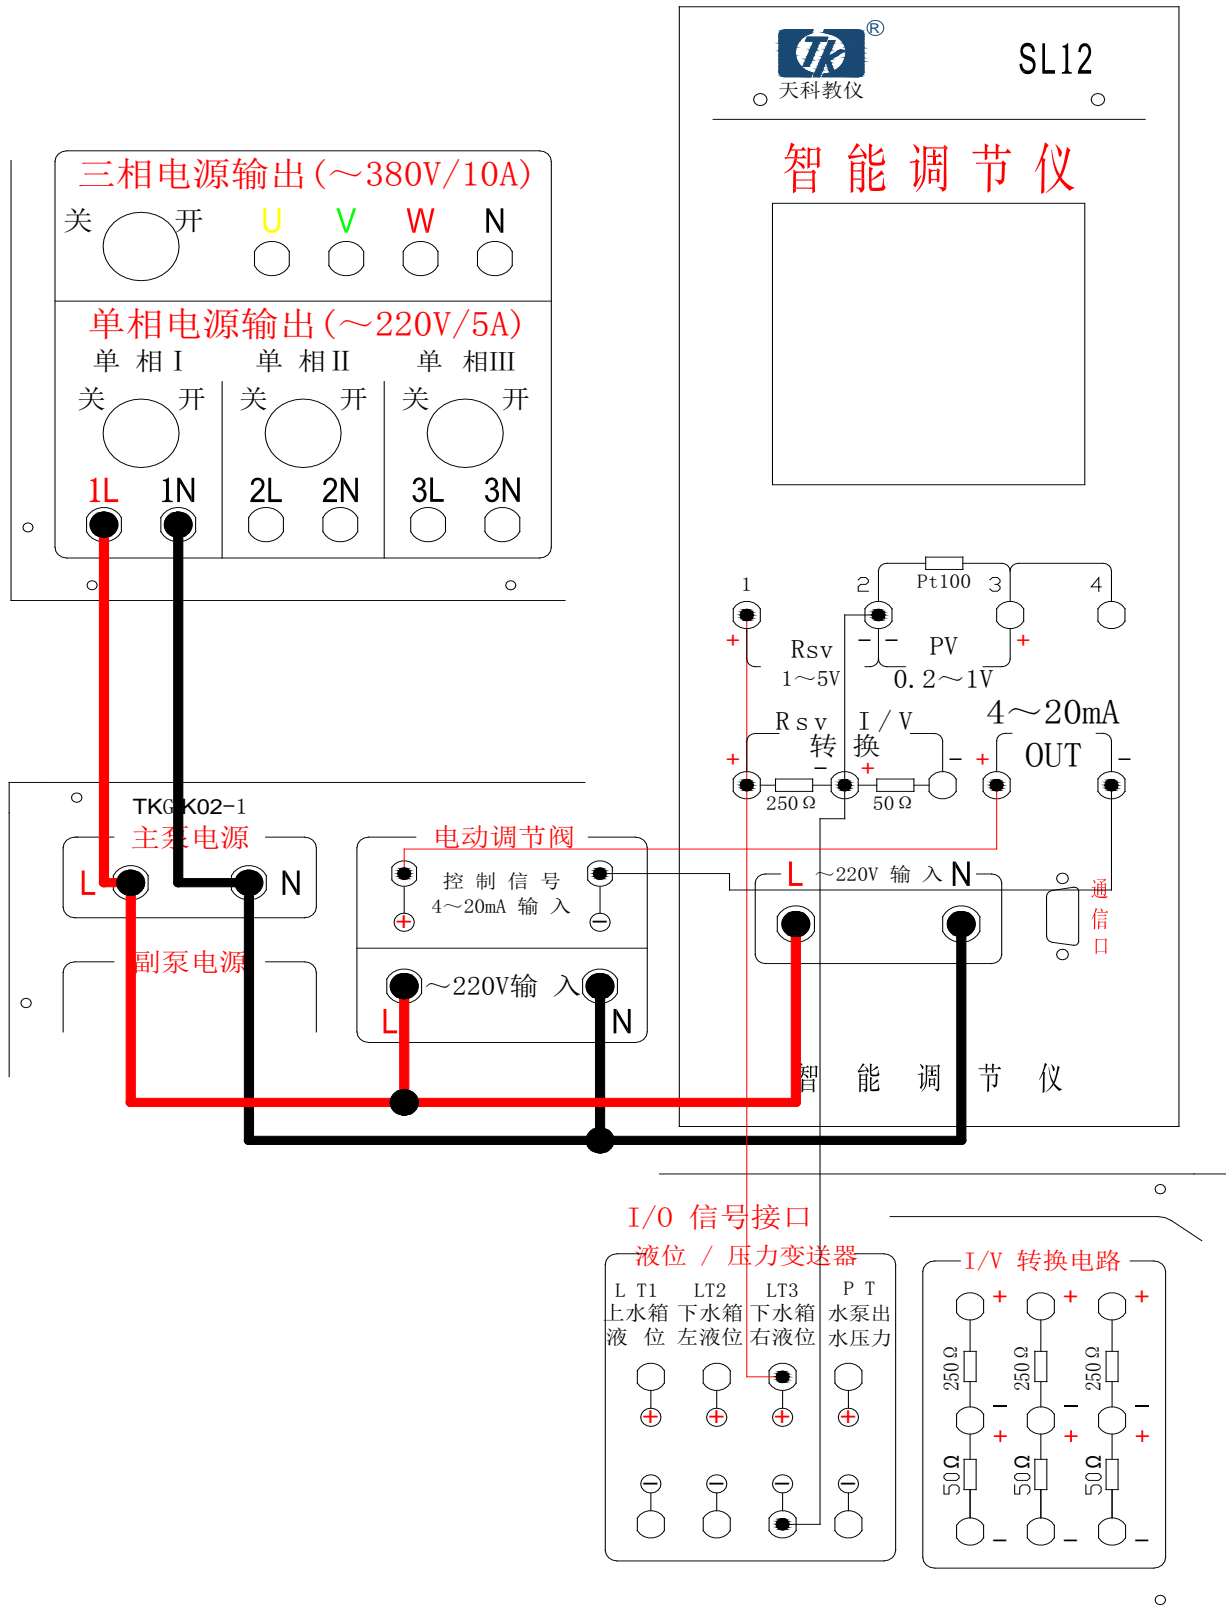 TK ®
天科教仪
SL12
智能调节仪
三相电源输出(～380V/10A)
关 开 U V W N
单相电源输出(～220V/5A)
单 相 I 单 相 II 单 相III
关 开 关 开 关 开
1L 1N 2L 2N 3L 3N
1 2 Pt100 3 4
+ Rsv − − PV +
1～5V 0.2～1V
Rsv I/V 4～20mA
转 换 OUT
+ − + − + −
250Ω 50Ω
TKGK02-1
主泵电源
L N
副泵电源
电动调节阀
控 制 信 号
4～20mA 输 入
+ −
～220V输 入
L N
L ～220V 输 入 N
通信口
智 能 调 节 仪
I/O 信号接口
液位 / 压力变送器
L T1 LT2 LT3 P T
上水箱 下水箱 下水箱 水泵出
液 位 左液位 右液位 水压力
+ + + +
− − − −
I/V 转换电路
+ + +
250Ω 250Ω 250Ω
− − −
+ + +
50Ω 50Ω 50Ω
− − −